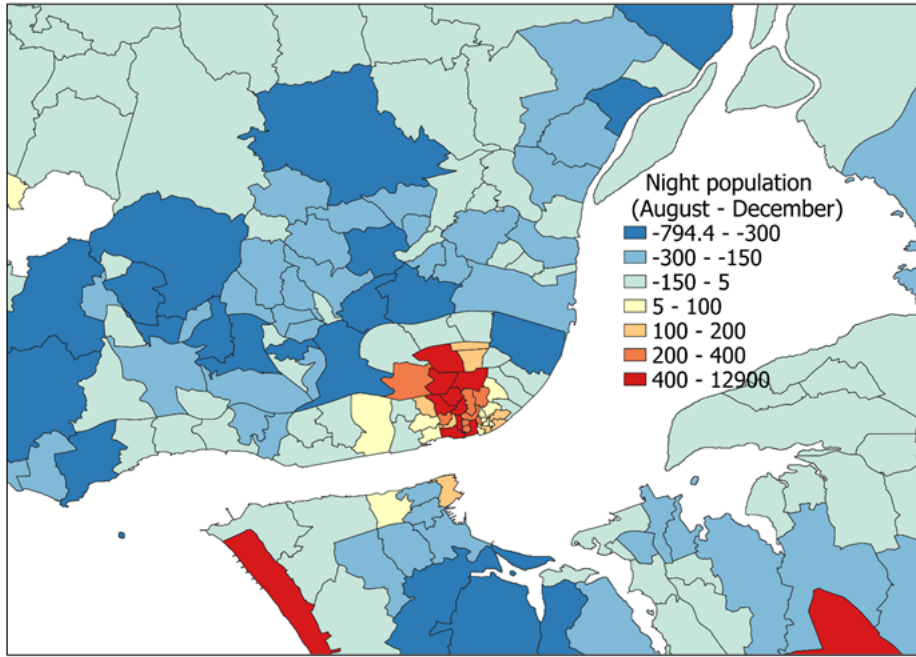 Night population
(August - December)
-794.4 - -300
-300 - -150
-150 - 5
5 - 100
100 - 200
200 - 400
400 - 12900